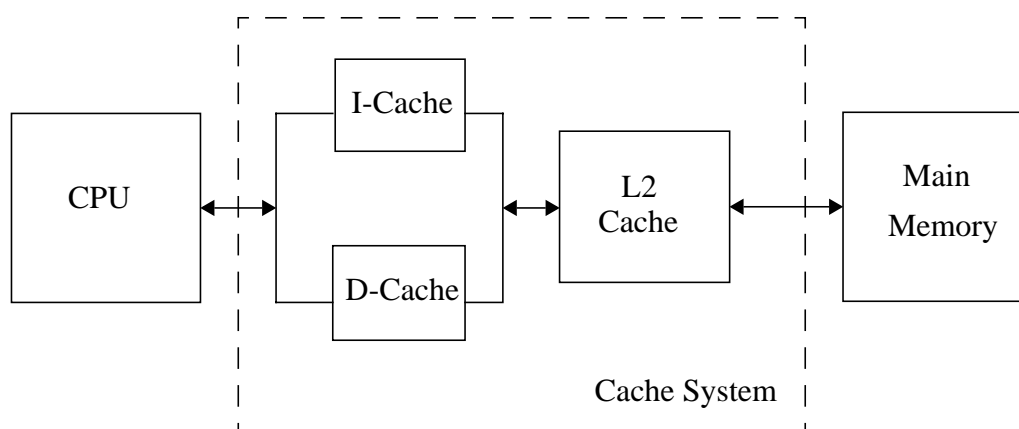 CPU
I-Cache
D-Cache
L2
Cache
Main
Memory
Cache System